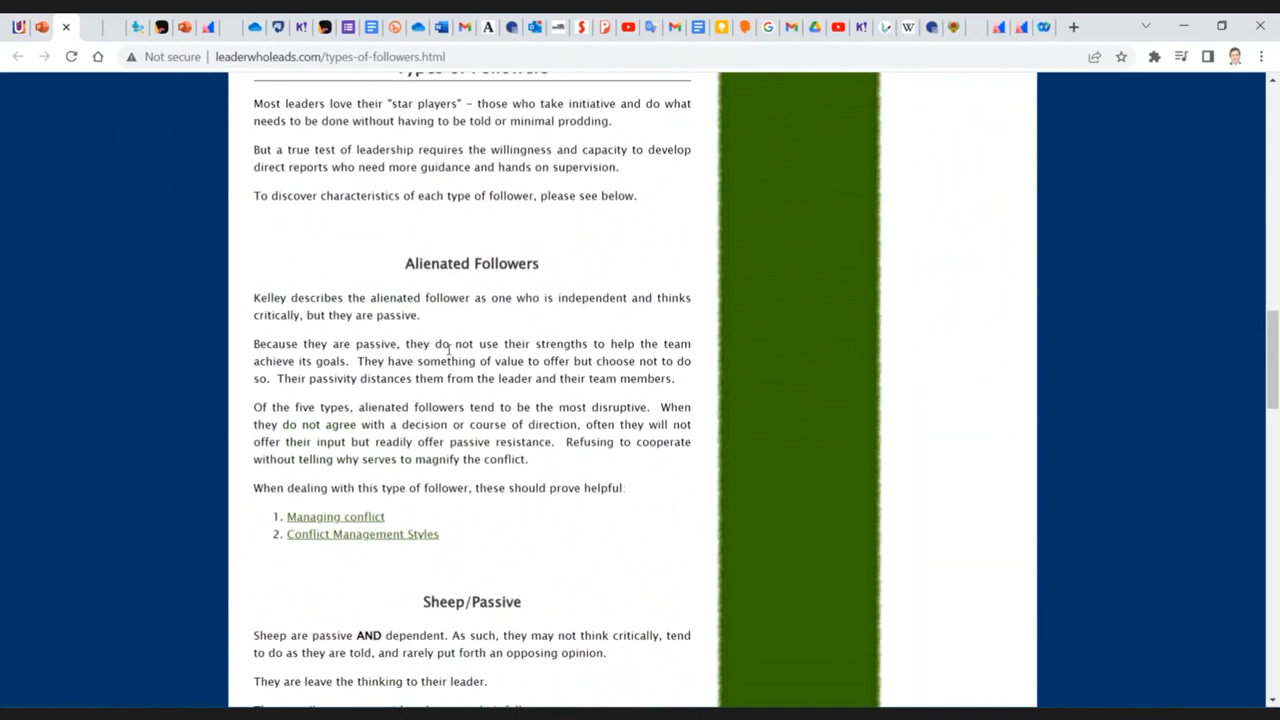 Not secure
leaderwholeads.com/types-of-followers.html
Types of Followers
Most leaders love their "star players" – those who take initiative and do what
needs to be done without having to be told or minimal prodding.
But a true test of leadership requires the willingness and capacity to develop
direct reports who need more guidance and hands on supervision.
To discover characteristics of each type of follower, please see below.
Alienated Followers
Kelley describes the alienated follower as one who is independent and thinks
critically, but they are passive.
Because they are passive, they do not use their strengths to help the team
achieve its goals. They have something of value to offer but choose not to do
so. Their passivity distances them from the leader and their team members.
Of the five types, alienated followers tend to be the most disruptive. When
they do not agree with a decision or course of direction, often they will not
offer their input but readily offer passive resistance. Refusing to cooperate
without telling why serves to magnify the conflict.
When dealing with this type of follower, these should prove helpful:
1. Managing conflict
2. Conflict Management Styles
Sheep/Passive
Sheep are passive AND dependent. As such, they may not think critically, tend
to do as they are told, and rarely put forth an opposing opinion.
They are leave the thinking to their leader.